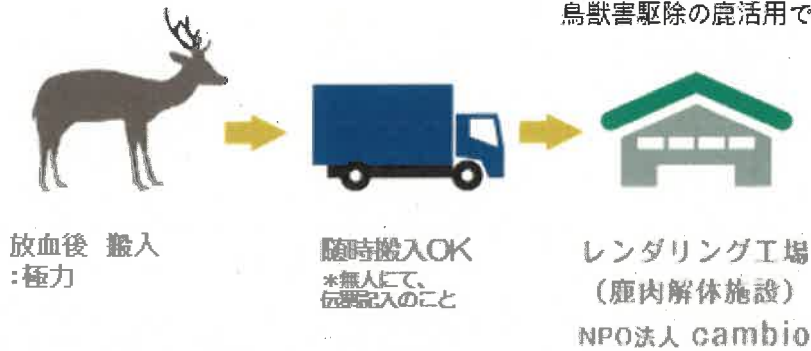 鳥獣害駆除の鹿活用で
放血後 搬入
:極力
随時搬入OK
*無人にて、
伝票記入のこと
レンダリング工場
（鹿肉解体施設）
NPO法人 cambio